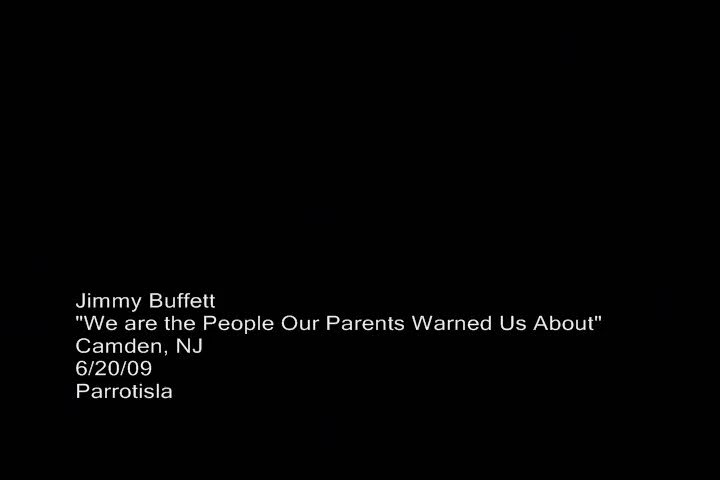 Jimmy Buffett
"We are the People Our Parents Warned Us About"
Camden, NJ
6/20/09
Parrotisla